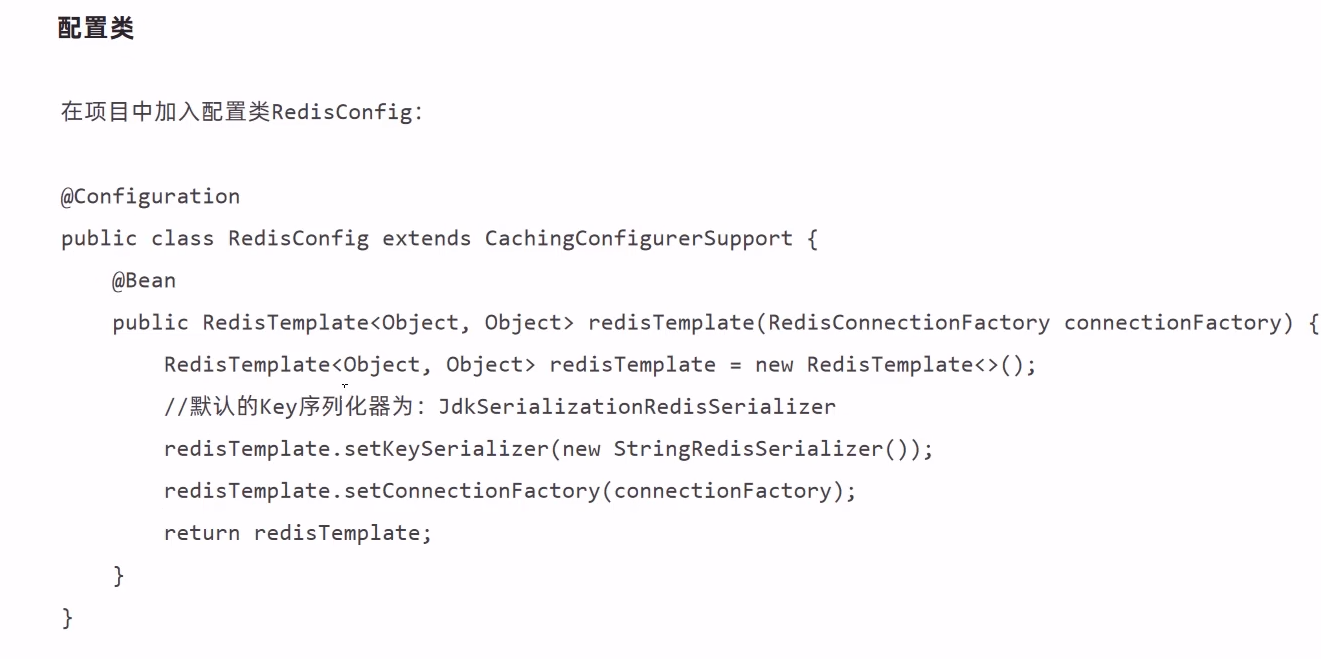 配置类
在项目中加入配置类RedisConfig：
@Configuration
public class RedisConfig extends CachingConfigurerSupport {
    @Bean
    public RedisTemplate<Object, Object> redisTemplate(RedisConnectionFactory connectionFactory) {
        RedisTemplate<Object, Object> redisTemplate = new RedisTemplate<>();
        //默认的Key序列化器为：JdkSerializationRedisSerializer
        redisTemplate.setKeySerializer(new StringRedisSerializer());
        redisTemplate.setConnectionFactory(connectionFactory);
        return redisTemplate;
    }
}